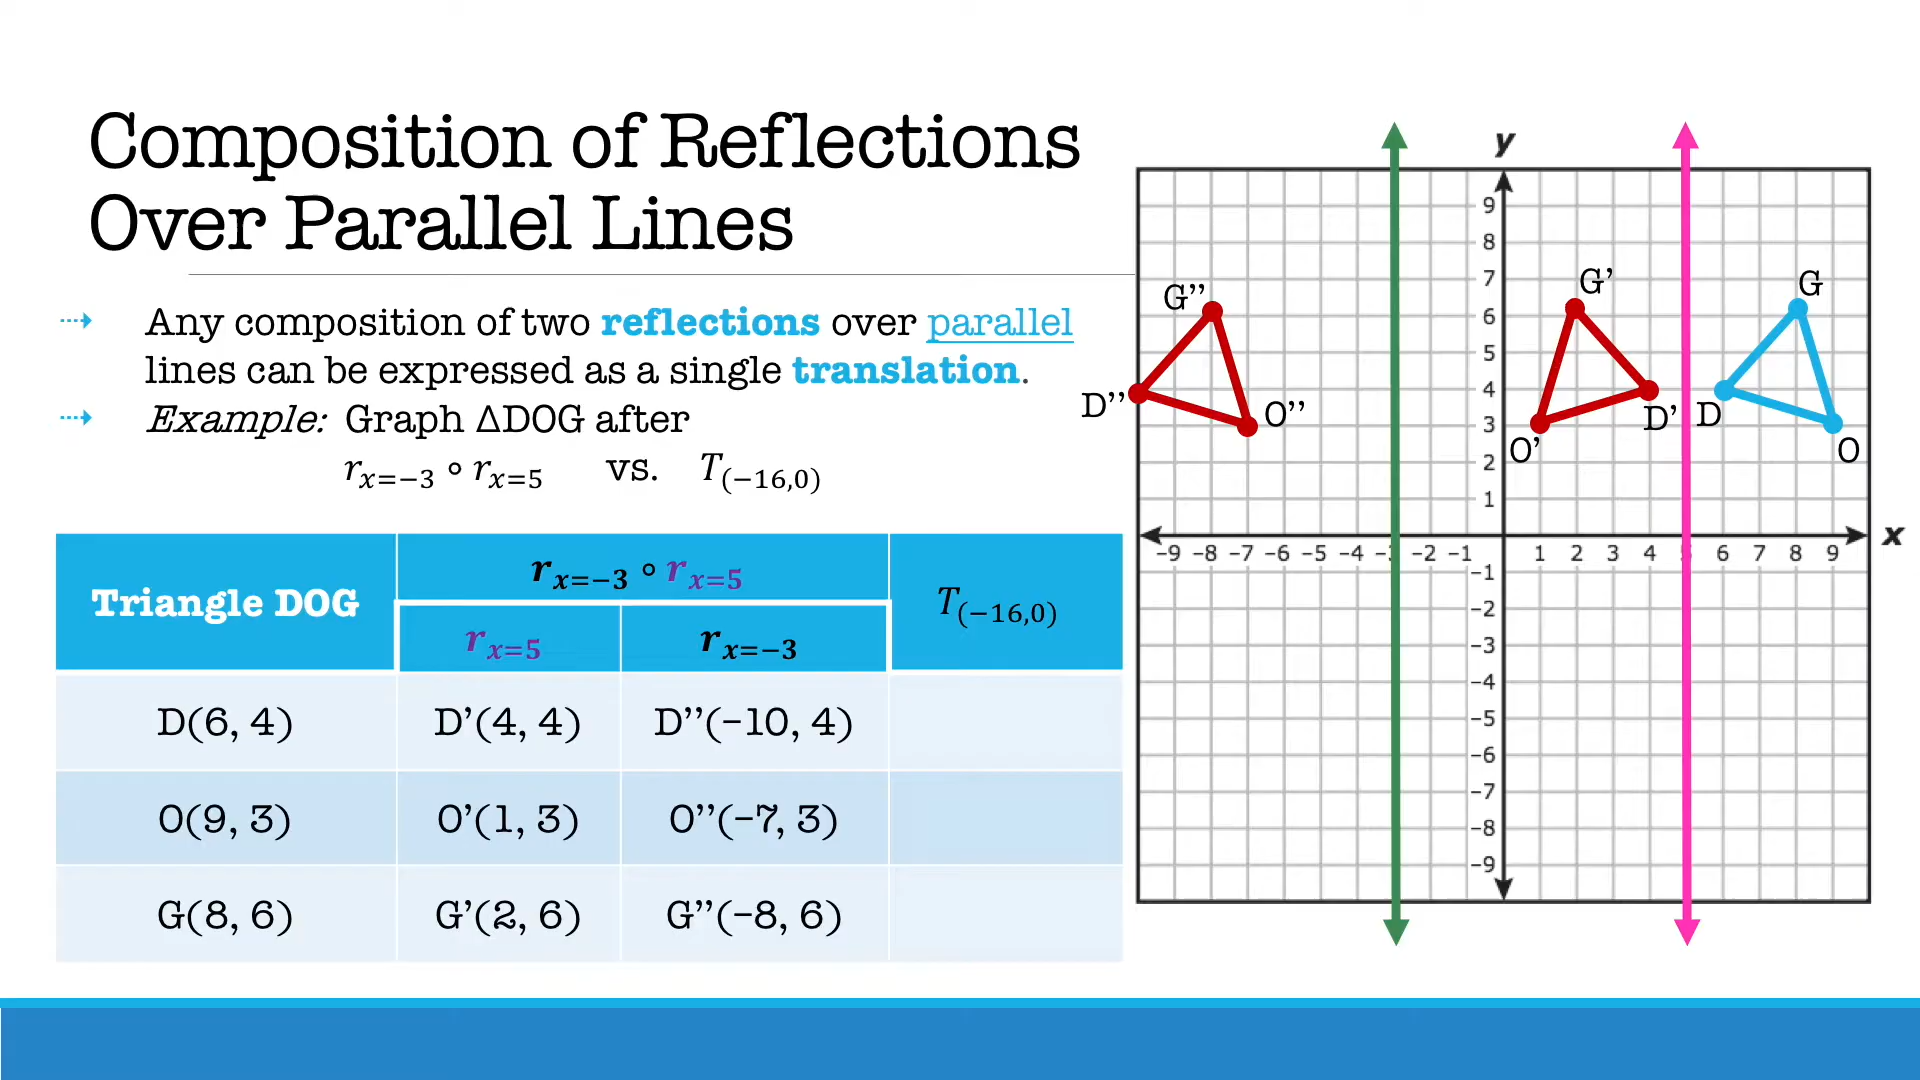 Composition of Reflections
Over Parallel Lines
Any composition of two reflections over parallel
lines can be expressed as a single translation.
Example: Graph ΔDOG after
r_{x=−3} ∘ r_{x=5} vs. T_{(−16,0)}
Triangle DOG
r_{x=−3} ∘ r_{x=5}
r_{x=5} r_{x=−3}
T_{(−16,0)}
D(6, 4) D’(4, 4) D’’(-10, 4)
O(9, 3) O’(1, 3) O’’(-7, 3)
G(8, 6) G’(2, 6) G’’(-8, 6)
y
9
8
7
6
5
4
3
2
1
−9 −8 −7 −6 −5 −4 −3 −2 −1 1 2 3 4 5 6 7 8 9
x
−1
−2
−3
−4
−5
−6
−7
−8
−9
G’’ G’ G
D’’ O’’ D’ D
O’ O